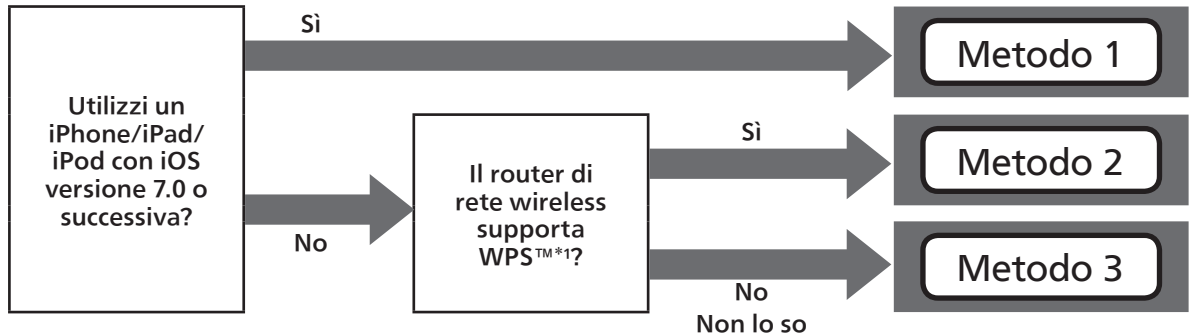 Sì
Metodo 1
Utilizzi un
iPhone/iPad/
iPod con iOS
versione 7.0 o
successiva?
No
Il router di
rete wireless
supporta
WPS™*1?
Sì
Metodo 2
No
Non lo so
Metodo 3